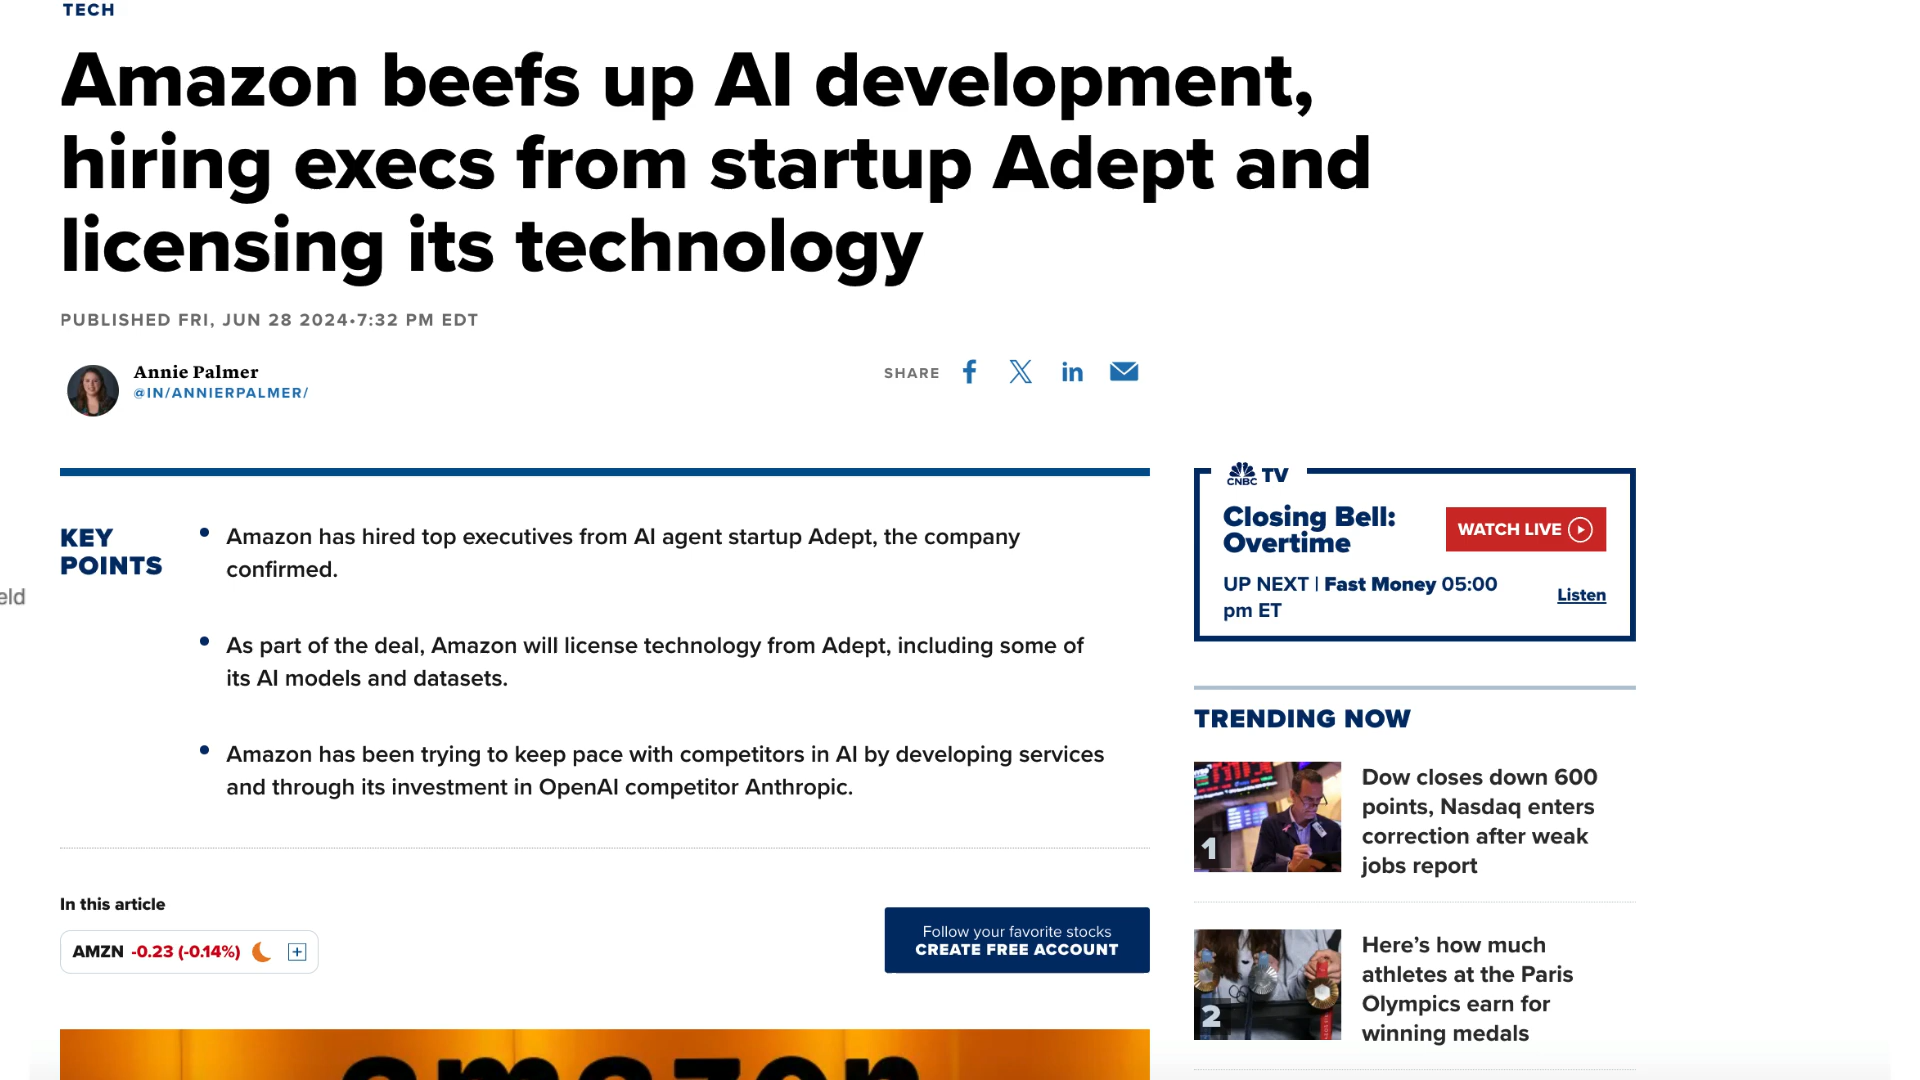 TECH
Amazon beefs up AI development,
hiring execs from startup Adept and
licensing its technology
PUBLISHED FRI, JUN 28 2024•7:32 PM EDT
Annie Palmer
@IN/ANNIERPALMER/
SHARE
KEY
POINTS
Amazon has hired top executives from AI agent startup Adept, the company
confirmed.
As part of the deal, Amazon will license technology from Adept, including some of
its AI models and datasets.
Amazon has been trying to keep pace with competitors in AI by developing services
and through its investment in OpenAI competitor Anthropic.
eld
In this article
AMZN -0.23 (-0.14%)
Follow your favorite stocks
CREATE FREE ACCOUNT
amazon
CNBC TV
Closing Bell:
Overtime
WATCH LIVE
UP NEXT | Fast Money 05:00
pm ET
Listen
TRENDING NOW
1
Dow closes down 600
points, Nasdaq enters
correction after weak
jobs report
2
Here’s how much
athletes at the Paris
Olympics earn for
winning medals